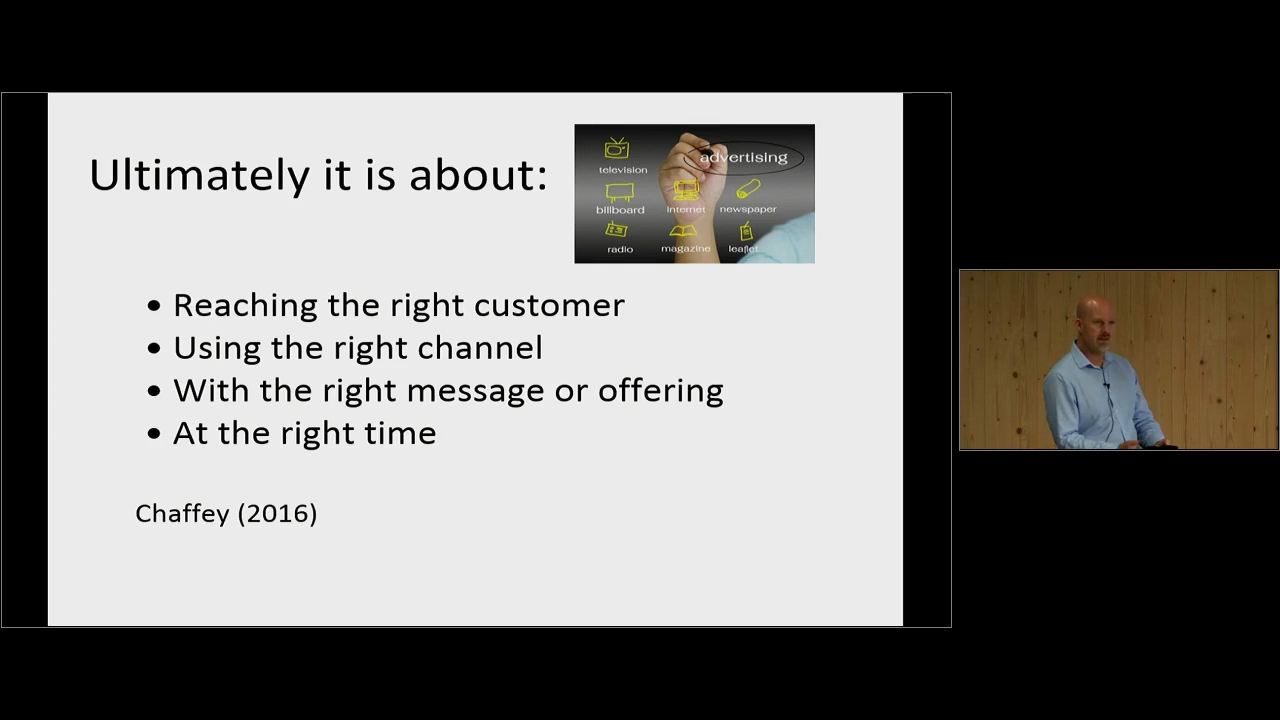 Ultimately it is about:
advertising
television
billboard
internet
newspaper
radio
magazine
leaflet
• Reaching the right customer
• Using the right channel
• With the right message or offering
• At the right time
Chaffey (2016)